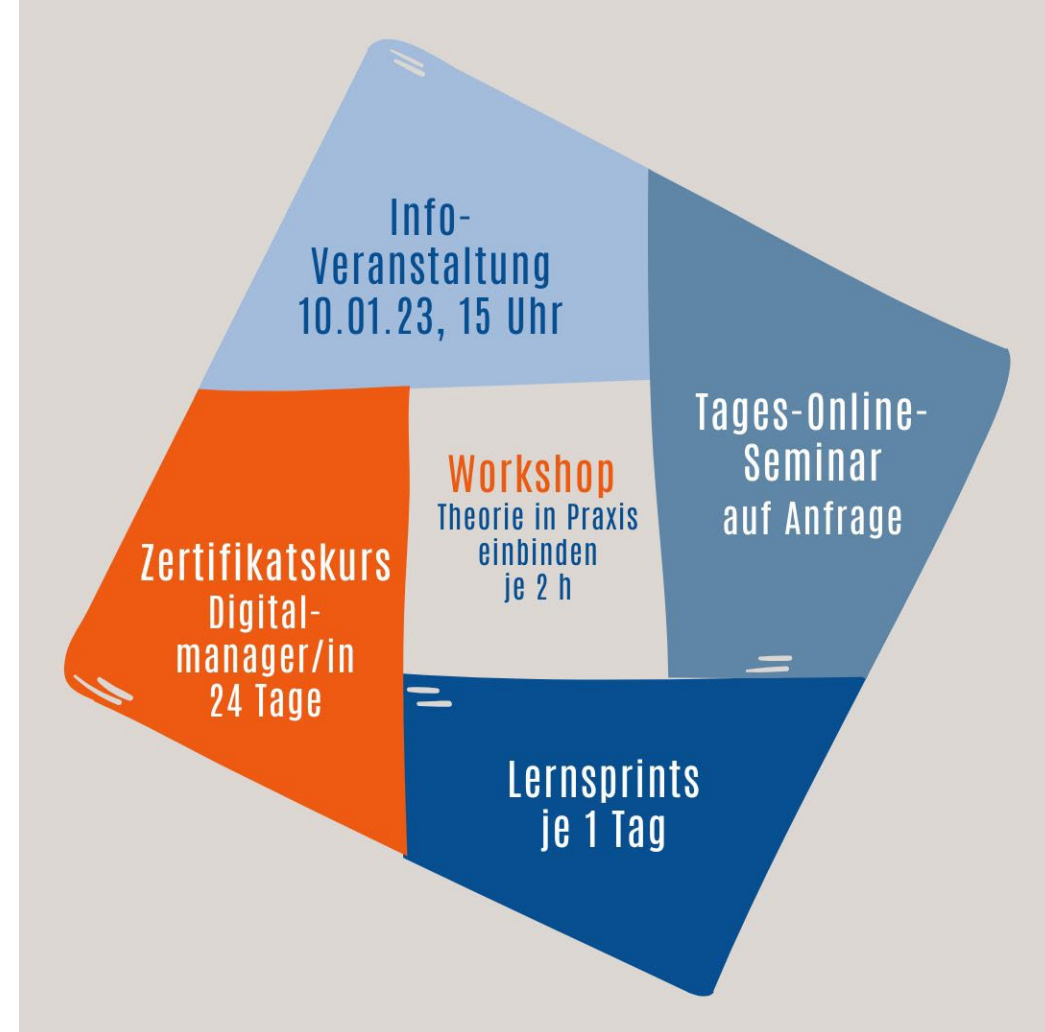 Info-
Veranstaltung
10.01.23, 15 Uhr
Tages-Online-
Seminar
auf Anfrage
Workshop
Theorie in Praxis
einbinden
je 2 h
Zertifikatskurs
Digital-
manager/in
24 Tage
Lernsprints
je 1 Tag